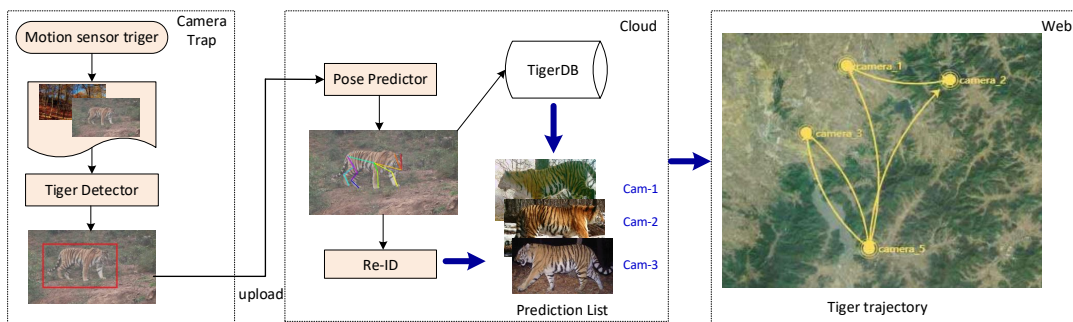 Camera
Trap
Motion sensor triger
Tiger Detector
upload
Cloud
Pose Predictor
TigerDB
Re-ID
Cam-1
Cam-2
Cam-3
Prediction List
Web
camera_1
camera_2
camera_3
camera_5
Tiger trajectory